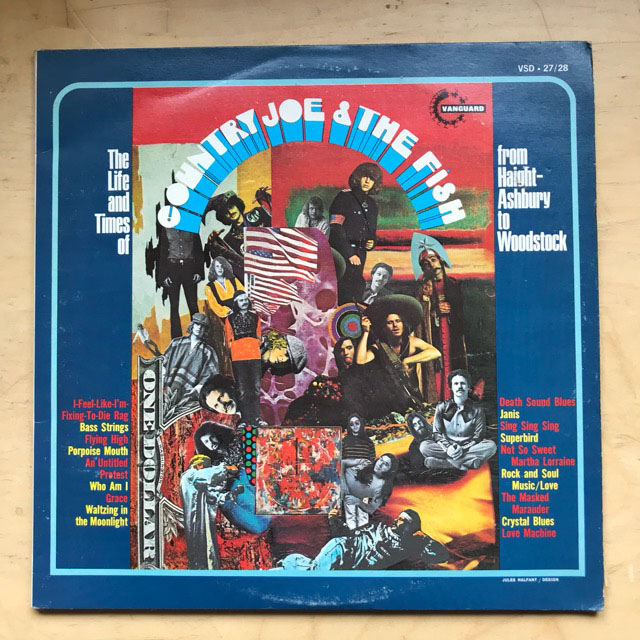 VSD • 27/28
VANGUARD
COUNTRY JOE & THE FISH
The
Life
and
Times
of
from
Haight-
Ashbury
to
Woodstock
ONE DOLLAR
I-Feel-Like-I'm-
Fixing-To-Die Rag
Bass Strings
Flying High
Porpoise Mouth
An Untitled
Protest
Who Am I
Grace
Waltzing in
the Moonlight
Death Sound Blues
Janis
Sing Sing Sing
Superbird
Not So Sweet
Martha Lorraine
Rock and Soul
Music/Love
The Masked
Marauder
Crystal Blues
Love Machine
JULES HALFANT / DESIGN